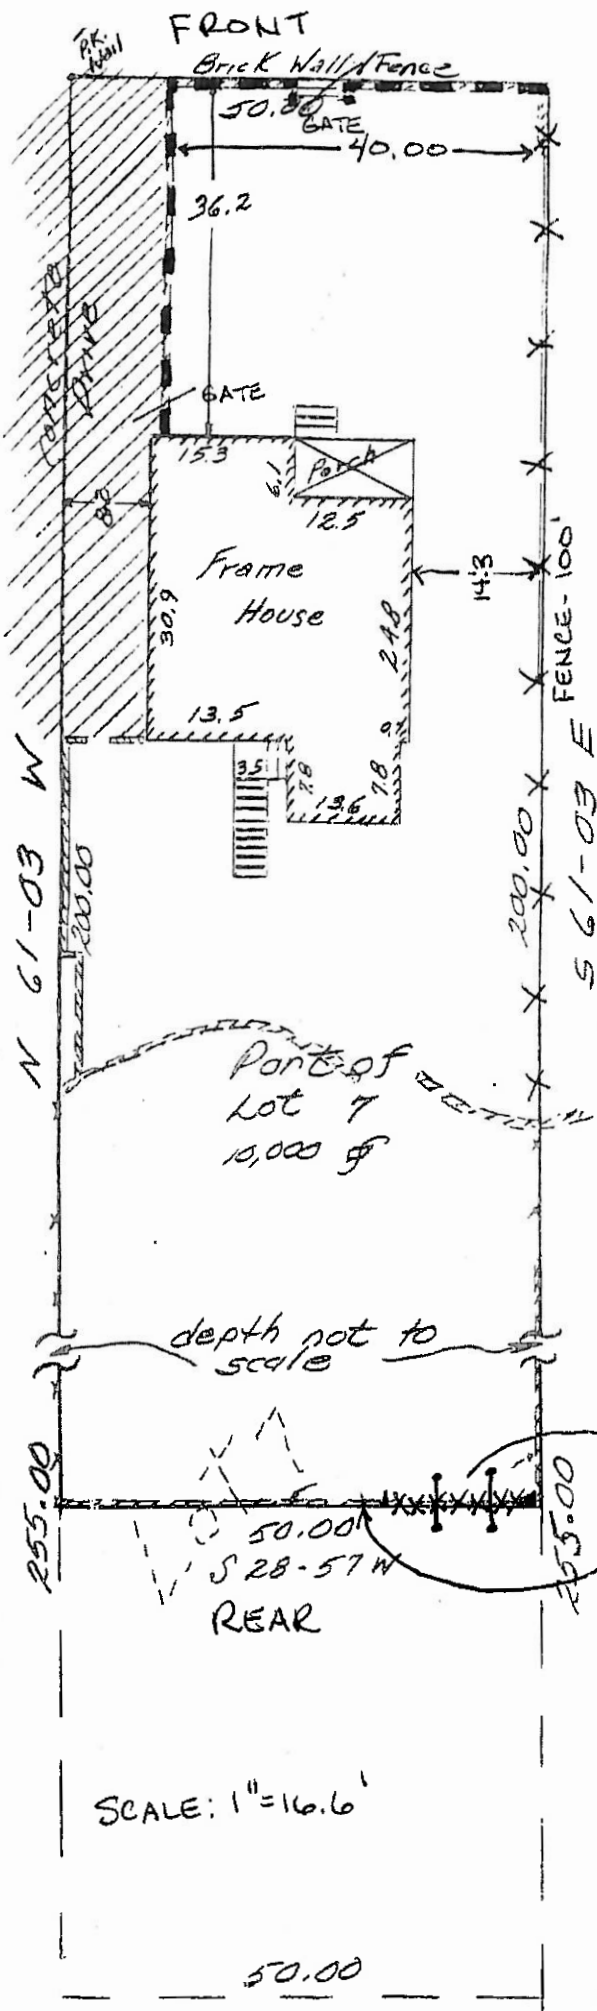 FRONT
P.K.
Nail
Brick Wall/Fence
50.00
GATE
40.00
36.2
Concrete
Drive
GATE
15.3
6.1
Porch
12.5
Frame
House
30.9
24.8
14.3
FENCE-100'
13.5
3.5
7.8
13.6
7.8
N 61-03 W
200.00
200.00
S 61-03 E
Part of
Lot 7
10,000
depth not to
scale
255.00
50.00
S 28-57 W
255.00
REAR
SCALE: 1"=16.6'
50.00